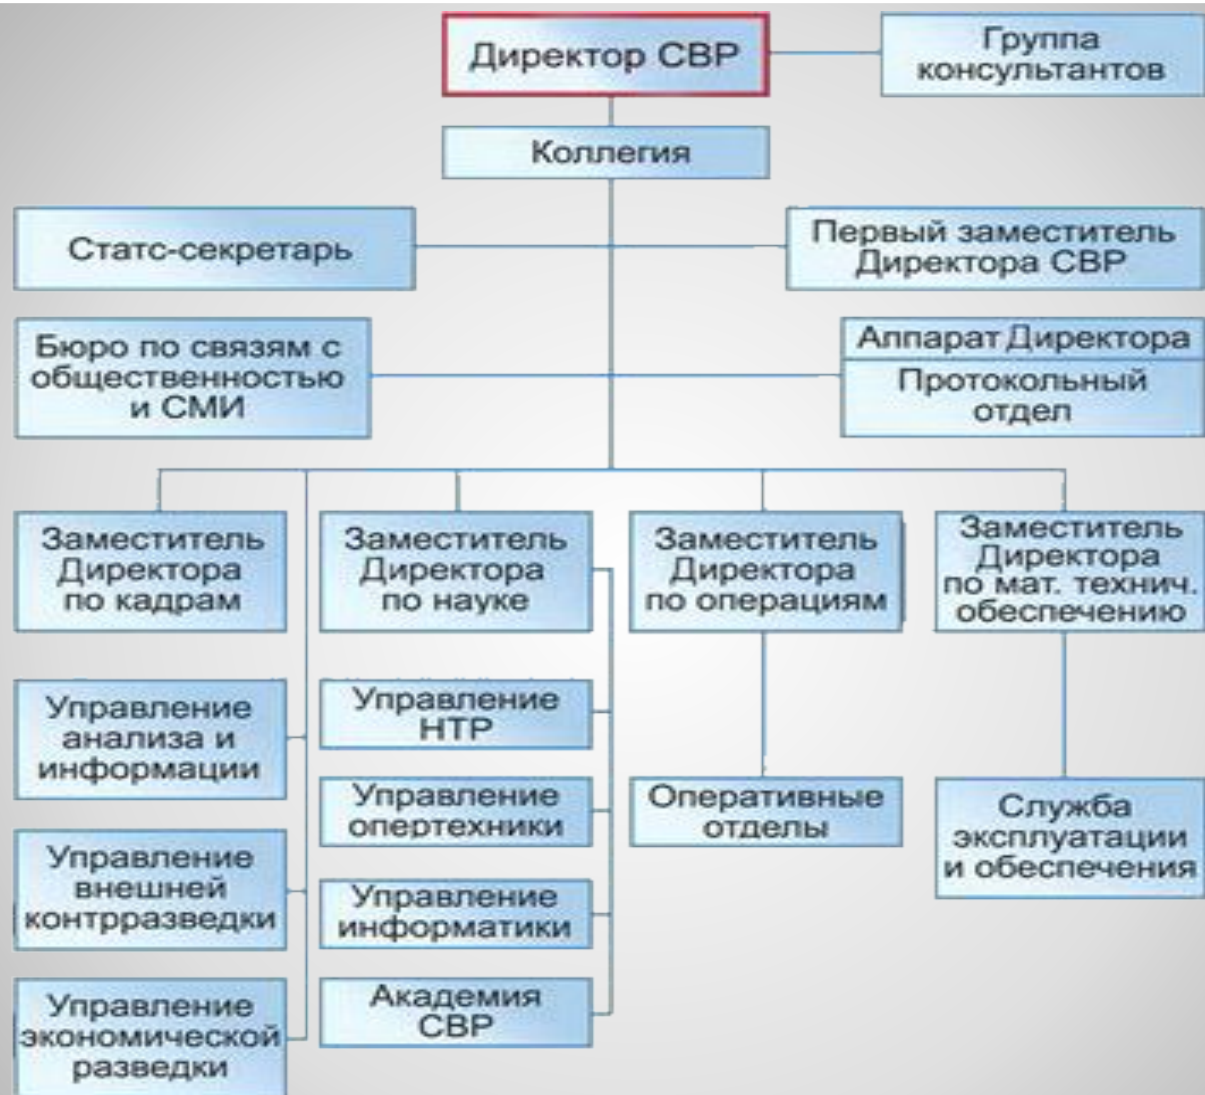 Директор СВР
Группа
консультантов
Коллегия
Статс-секретарь
Первый заместитель
Директора СВР
Бюро по связям с
общественностью
и СМИ
Аппарат Директора
Протокольный
отдел
Заместитель
Директора
по кадрам
Заместитель
Директора
по науке
Заместитель
Директора
по операциям
Заместитель
Директора
по мат. технич.
обеспечению
Управление
анализа и
информации
Управление
внешней
контрразведки
Управление
экономической
разведки
Управление
НТР
Управление
опертехники
Управление
информатики
Академия
СВР
Оперативные
отделы
Служба
эксплуатации
и обеспечения